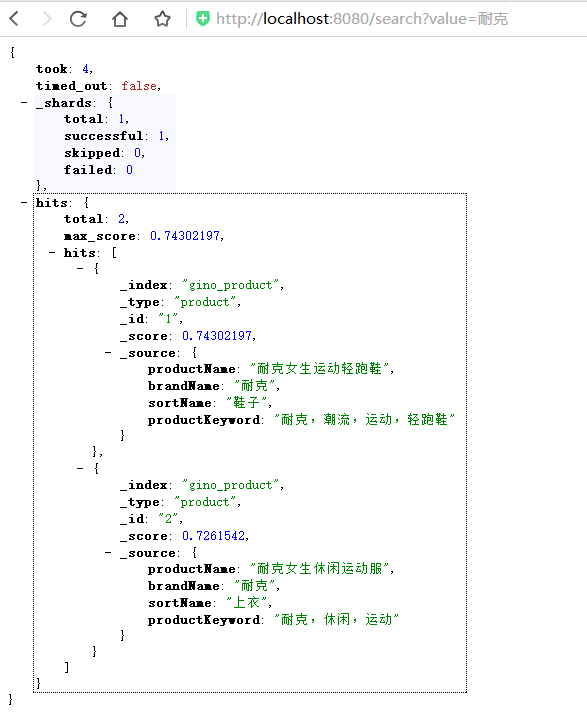 http://localhost:8080/search?value=耐克
{
took: 4,
timed_out: false,
- _shards: {
total: 1,
successful: 1,
skipped: 0,
failed: 0
},
- hits: {
total: 2,
max_score: 0.74302197,
- hits: [
- {
_index: "gino_product",
_type: "product",
_id: "1",
_score: 0.74302197,
- _source: {
productName: "耐克女生运动轻跑鞋",
brandName: "耐克",
sortName: "鞋子",
productKeyword: "耐克，潮流，运动，轻跑鞋"
}
},
- {
_index: "gino_product",
_type: "product",
_id: "2",
_score: 0.7261542,
- _source: {
productName: "耐克女生休闲运动服",
brandName: "耐克",
sortName: "上衣",
productKeyword: "耐克，休闲，运动"
}
}
]
}
}